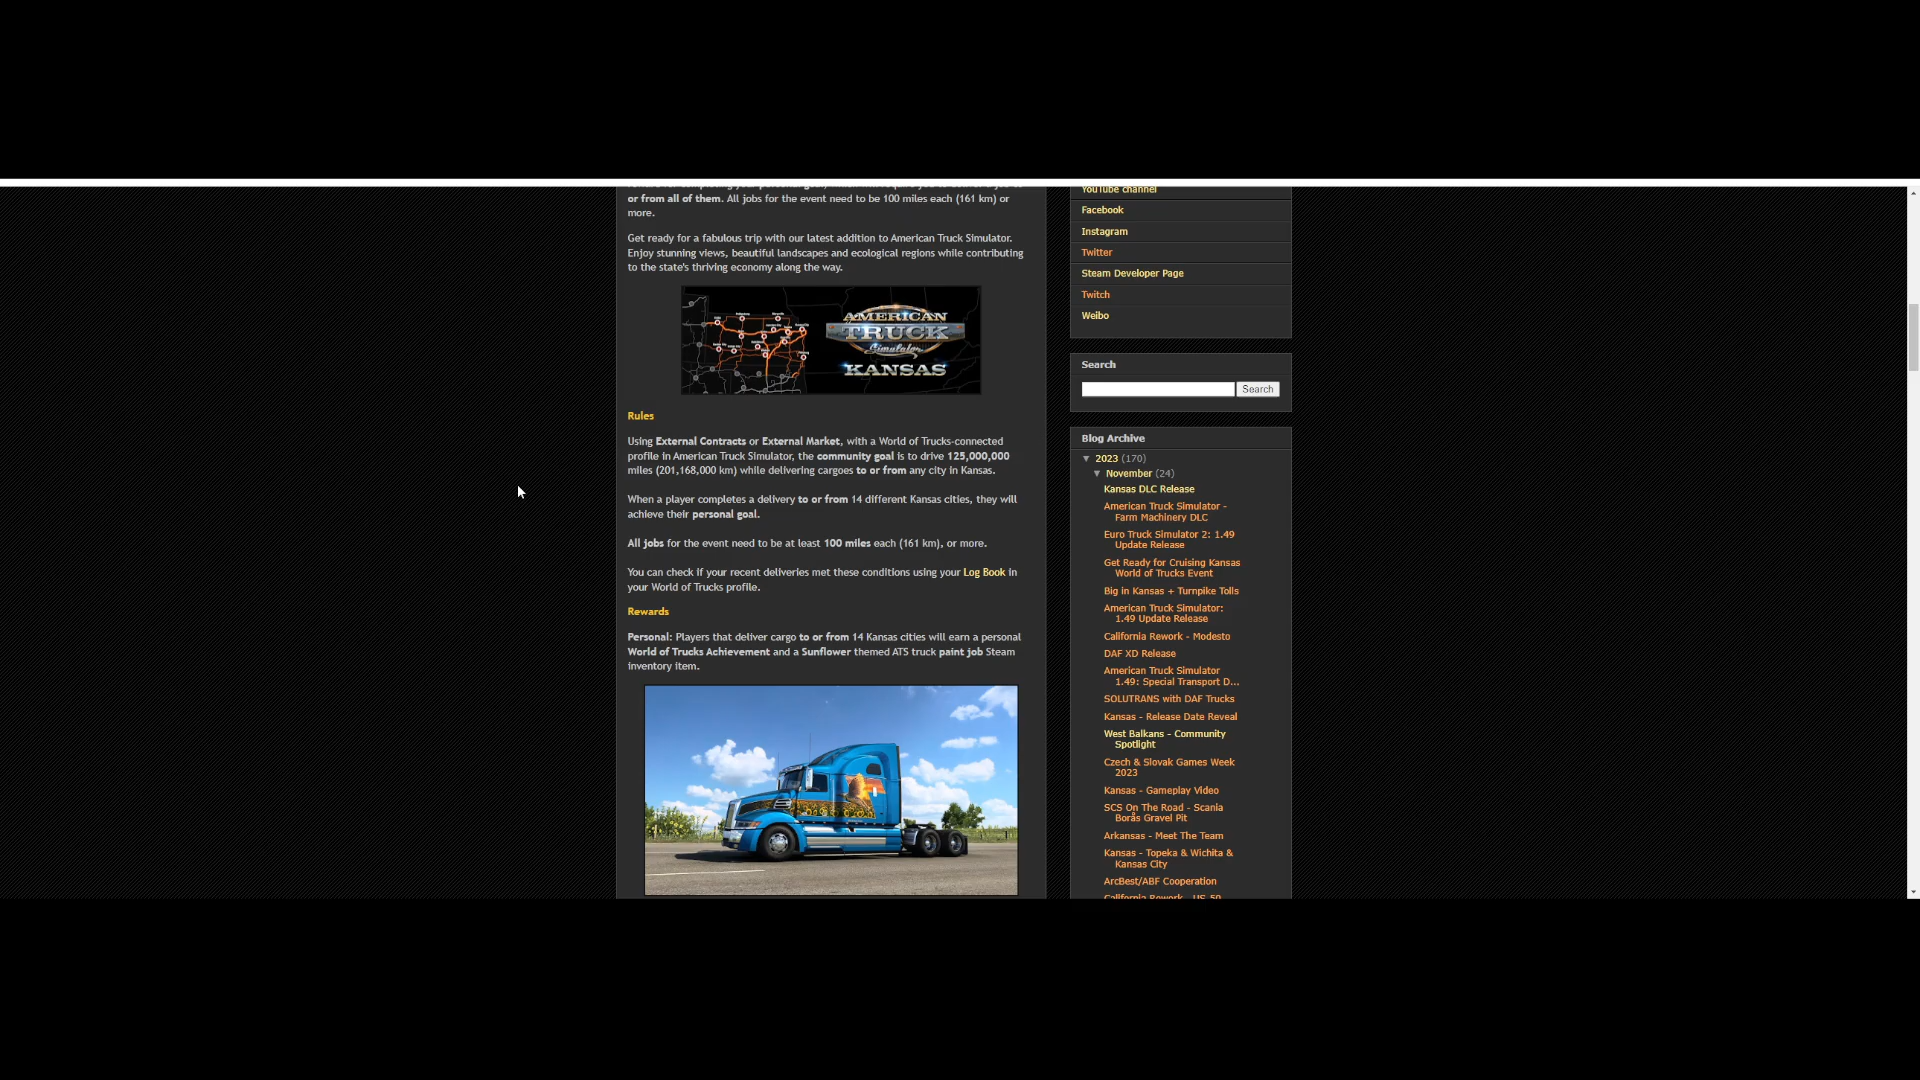 or from all of them. All jobs for the event need to be 100 miles each (161 km) or
more.
Get ready for a fabulous trip with our latest addition to American Truck Simulator.
Enjoy stunning views, beautiful landscapes and ecological regions while contributing
to the state's thriving economy along the way.
AMERICAN
TRUCK
Simulator
KANSAS
Rules
Using External Contracts or External Market, with a World of Trucks-connected
profile in American Truck Simulator, the community goal is to drive 125,000,000
miles (201,168,000 km) while delivering cargoes to or from any city in Kansas.
When a player completes a delivery to or from 14 different Kansas cities, they will
achieve their personal goal.
All jobs for the event need to be at least 100 miles each (161 km), or more.
You can check if your recent deliveries met these conditions using your Log Book in
your World of Trucks profile.
Rewards
Personal: Players that deliver cargo to or from 14 Kansas cities will earn a personal
World of Trucks Achievement and a Sunflower themed ATS truck paint job Steam
inventory item.
YouTube channel
Facebook
Instagram
Twitter
Steam Developer Page
Twitch
Weibo
Search
Search
Blog Archive
▼ 2023 (170)
▼ November (24)
Kansas DLC Release
American Truck Simulator -
Farm Machinery DLC
Euro Truck Simulator 2: 1.49
Update Release
Get Ready for Cruising Kansas
World of Trucks Event
Big in Kansas + Turnpike Tolls
American Truck Simulator:
1.49 Update Release
California Rework - Modesto
DAF XD Release
American Truck Simulator
1.49: Special Transport D...
SOLUTRANS with DAF Trucks
Kansas - Release Date Reveal
West Balkans - Community
Spotlight
Czech & Slovak Games Week
2023
Kansas - Gameplay Video
SCS On The Road - Scania
Borås Gravel Pit
Arkansas - Meet The Team
Kansas - Topeka & Wichita &
Kansas City
ArcBest/ABF Cooperation
California Rework - US-50